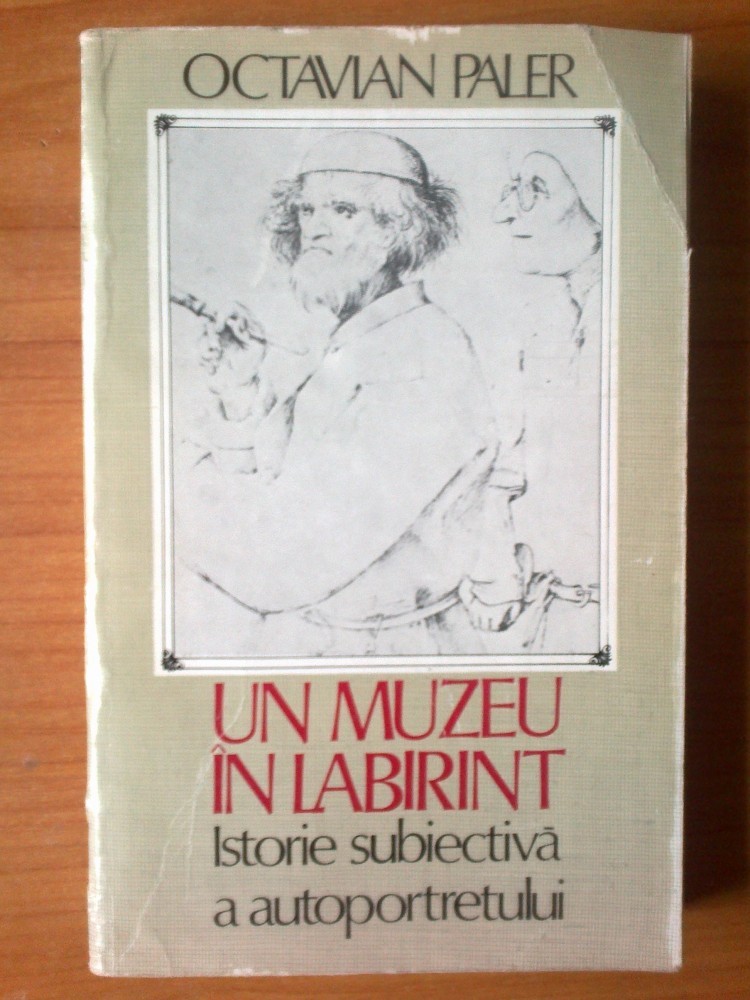 OCTAVIAN PALER
UN MUZEU
ÎN LABIRINT
Istorie subiectivă
a autoportretului